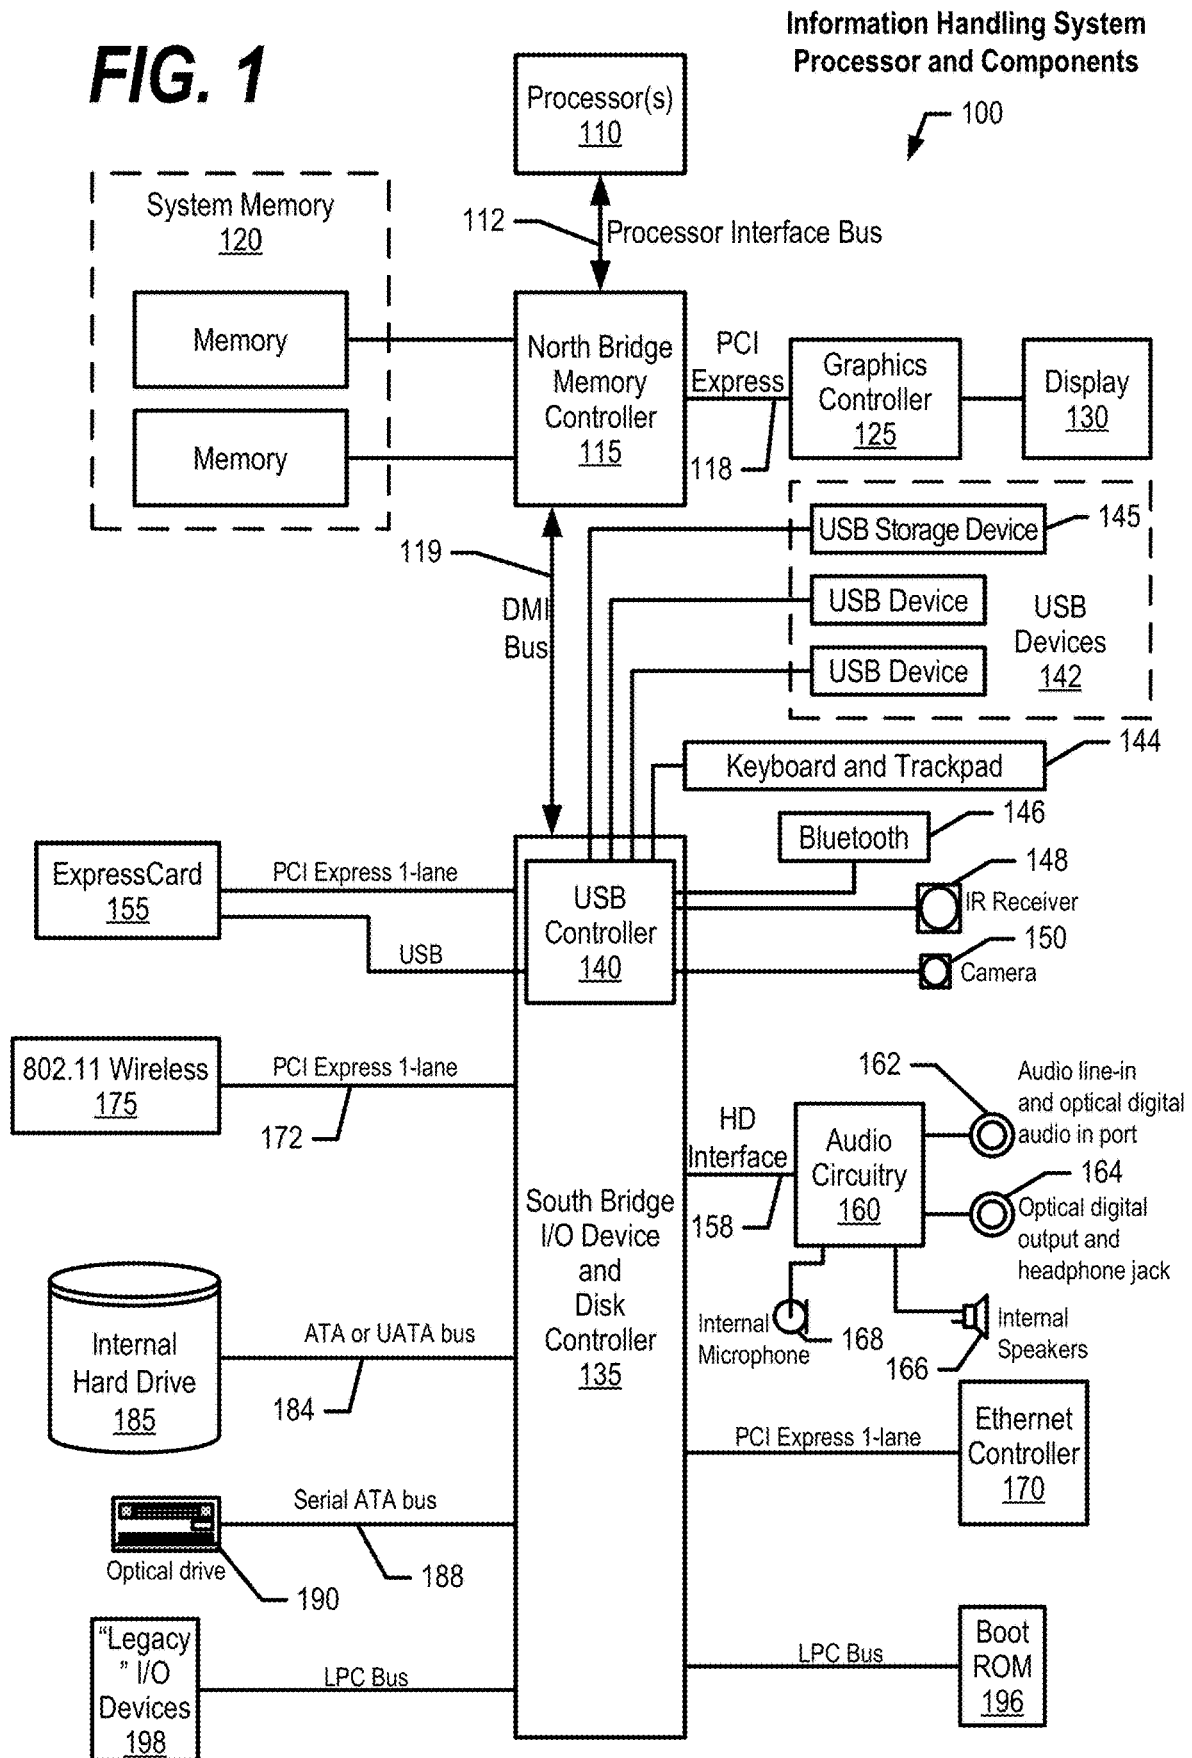 FIG. 1
Information Handling System
Processor and Components
100
Processor(s)
110
112
Processor Interface Bus
System Memory
120
Memory
Memory
North Bridge
Memory
Controller
115
PCI
Express
118
Graphics
Controller
125
Display
130
119
DMI
Bus
USB Storage Device
145
USB Device
USB Device
USB
Devices
142
Keyboard and Trackpad
144
Bluetooth
146
148
IR Receiver
150
Camera
ExpressCard
155
PCI Express 1-lane
USB
USB
Controller
140
802.11 Wireless
175
PCI Express 1-lane
172
South Bridge
I/O Device
and
Disk
Controller
135
HD
Interface
158
Audio
Circuitry
160
162
Audio line-in
and optical digital
audio in port
164
Optical digital
output and
headphone jack
Internal
Microphone
168
Internal
Speakers
166
Internal
Hard Drive
185
ATA or UATA bus
184
PCI Express 1-lane
Ethernet
Controller
170
Serial ATA bus
188
Optical drive
190
“Legacy
” I/O
Devices
198
LPC Bus
LPC Bus
Boot
ROM
196